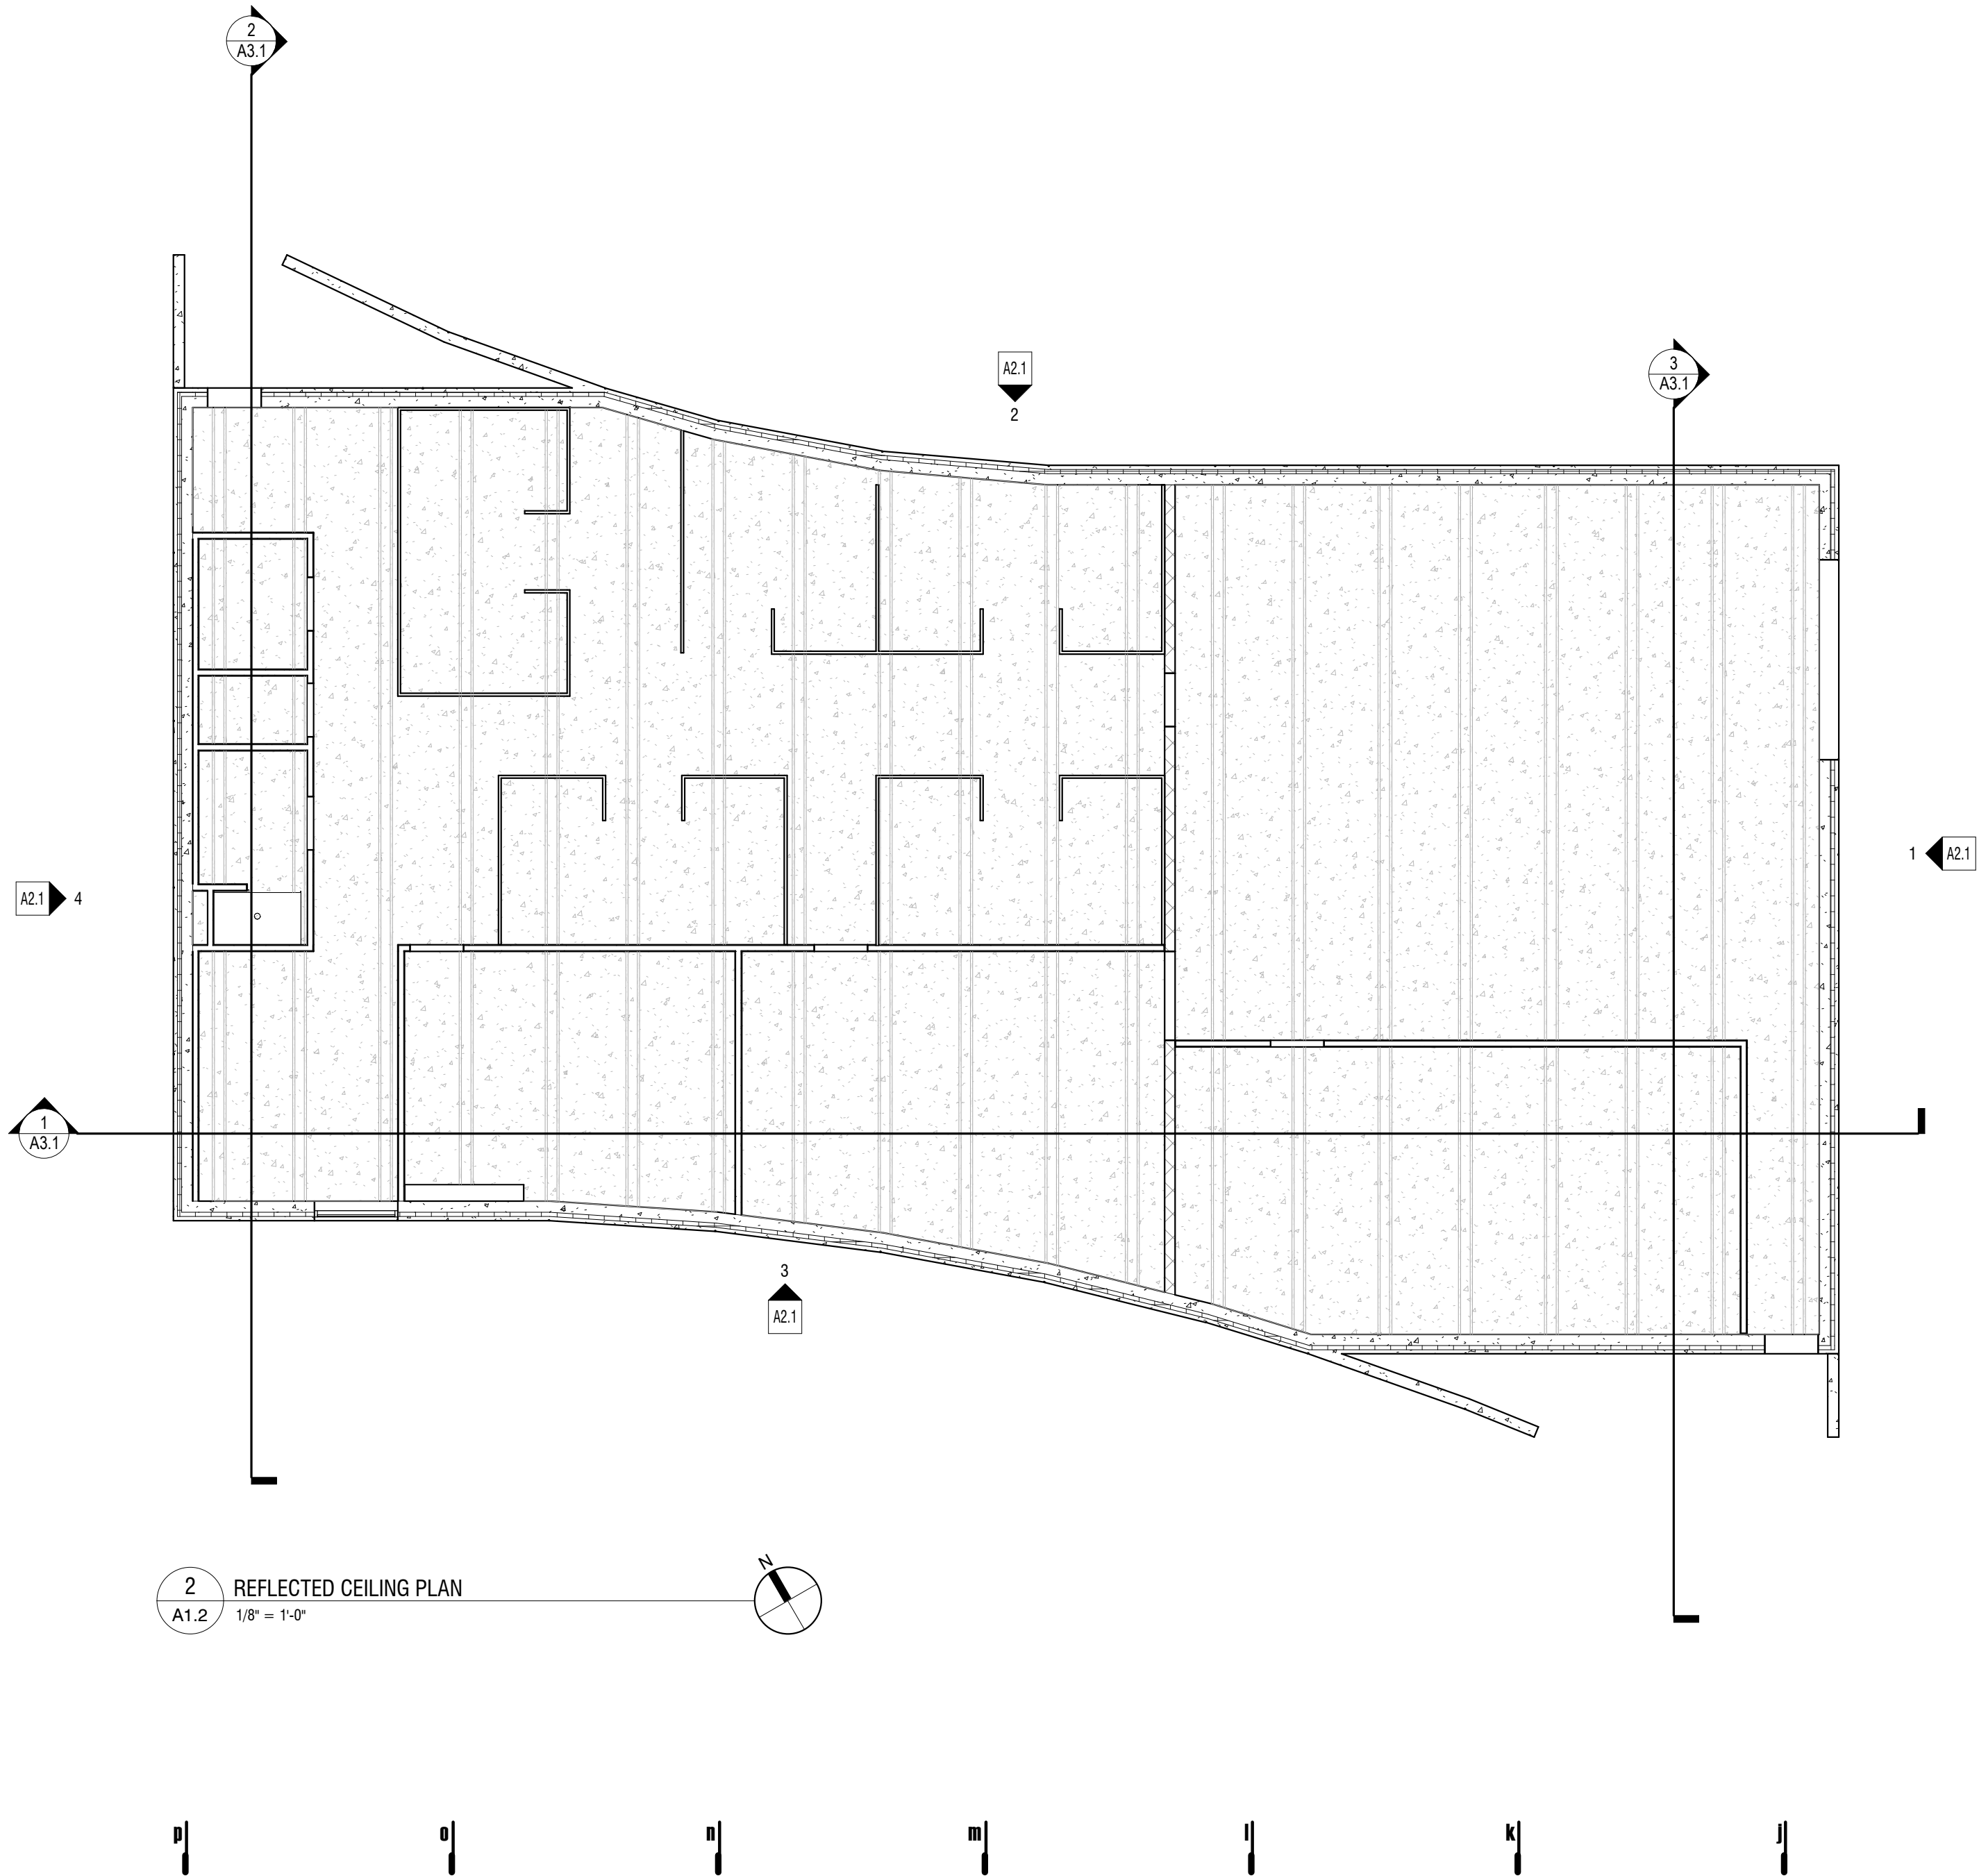 2
A3.1
A2.1
2
3
A3.1
1 A2.1
A2.1 4
1
A3.1
3
A2.1
N
2
A1.2
REFLECTED CEILING PLAN
1/8" = 1'-0"
p o n m l k j